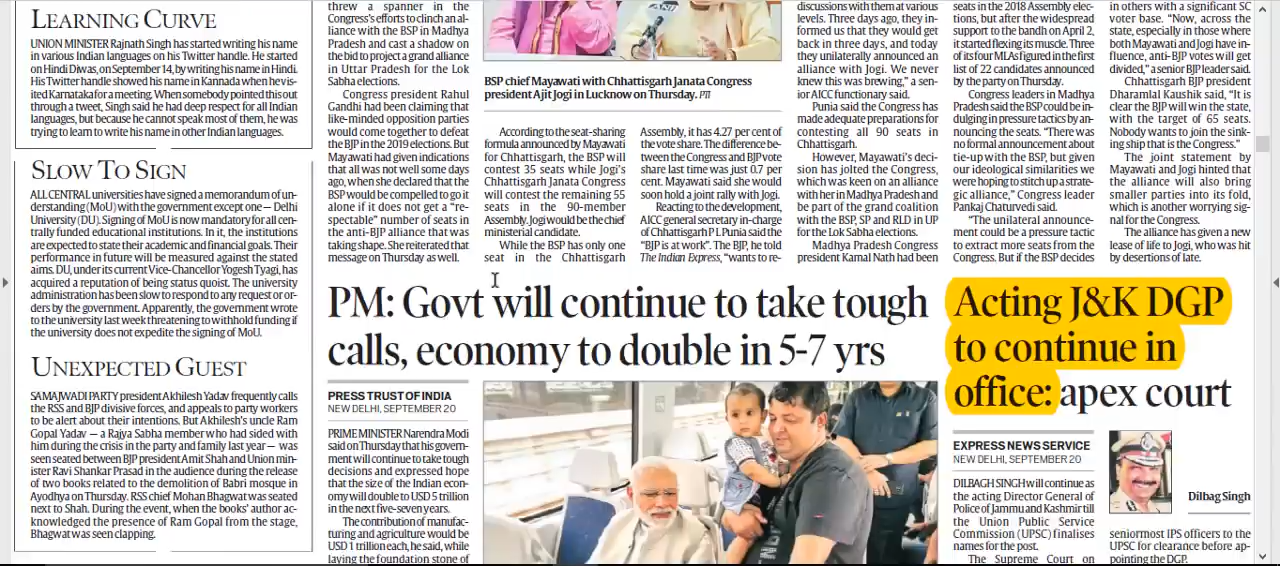 LEARNING CURVE
UNION MINISTER Rajnath Singh has started writing his name
in various Indian languages on his Twitter handle. He started
on Hindi Diwas, on September 14, by writing his name in Hindi.
His Twitter handle showed his name in Kannada when he vis-
ited Karnataka for a meeting. When somebody pointed this out
through a tweet, Singh said he had deep respect for all Indian
languages, but because he cannot speak most of them, he was
trying to learn to write his name in other Indian languages.
SLOW TO SIGN
ALL CENTRAL universities have signed a memorandum of un-
derstanding (MoU) with the government except one — Delhi
University (DU). Signing of MoU is now mandatory for all cen-
trally funded educational institutions. In it, the institutions
are expected to state their academic and financial goals. Their
performance in future will be measured against the stated
aims. DU, under its current Vice-Chancellor Yogesh Tyagi, has
acquired a reputation of being status quoist. The university
administration has been slow to respond to any request or or-
ders by the government. Apparently, the government wrote
to the university last week threatening to withhold funding if
the university does not expedite the signing of MoU.
UNEXPECTED GUEST
SAMAJWADI PARTY president Akhilesh Yadav frequently calls
the RSS and BJP divisive forces, and appeals to party workers
to be alert about their intentions. But Akhilesh's uncle Ram
Gopal Yadav — a Rajya Sabha member who had sided with
him during the crisis in the party and family last year — was
seen seated between BJP president Amit Shah and Union min-
ister Ravi Shankar Prasad in the audience during the release
of two books related to the demolition of Babri mosque in
Ayodhya on Thursday. RSS chief Mohan Bhagwat was seated
next to Shah. During the event, when the books' author ac-
knowledged the presence of Ram Gopal from the stage,
Bhagwat was seen clapping.
threw a spanner in the
Congress's efforts to clinch an al-
liance with the BSP in Madhya
Pradesh and cast a shadow on
the bid to project a grand alliance
in Uttar Pradesh for the Lok
Sabha elections.
Congress president Rahul
Gandhi had been claiming that
like-minded opposition parties
would come together to defeat
the BJP in the 2019 elections. But
Mayawati had given indications
that all was not well some days
ago, when she declared that the
BSP would be compelled to go it
alone if it does not get a "re-
spectable" number of seats in
the anti-BJP alliance that was
taking shape. She reiterated that
message on Thursday as well.
BSP chief Mayawati with Chhattisgarh Janata Congress
president Ajit Jogi in Lucknow on Thursday. PTI
According to the seat-sharing
formula announced by Mayawati
for Chhattisgarh, the BSP will
contest 35 seats while Jogi's
Chhattisgarh Janata Congress
will contest the remaining 55
seats in the 90-member
Assembly. Jogi would be the chief
ministerial candidate.
While the BSP has only one
seat in the Chhattisgarh
Assembly, it has 4.27 per cent of
the vote share. The difference be-
tween the Congress and BJP vote
share last time was just 0.7 per
cent. Mayawati said she would
soon hold a joint rally with Jogi.
Reacting to the development,
AICC general secretary in-charge
of Chhattisgarh P L Punia said the
"BJP is at work". The BJP, he told
The Indian Express, "wants to re-
discussions with them at various
levels. Three days ago, they in-
formed us that they would get
back in three days, and today
they unilaterally announced an
alliance with Jogi. We never
knew this was brewing," a sen-
ior AICC functionary said.
Punia said the Congress has
made adequate preparations for
contesting all 90 seats in
Chhattisgarh.
However, Mayawati's deci-
sion has jolted the Congress,
which was keen on an alliance
with her in Madhya Pradesh and
be part of the grand coalition
with the BSP, SP and RLD in UP
for the Lok Sabha elections.
Madhya Pradesh Congress
president Kamal Nath had been
seats in the 2018 Assembly elec-
tions, but after the widespread
support to the bandh on April 2,
it started flexing its muscle. Three
of its four MLAs figured in the
first list of 22 candidates announced
by the party on Thursday.
Congress leaders in Madhya
Pradesh said the BSP could be in-
dulging in pressure tactics by an-
nouncing the seats. "There was
no formal announcement about
tie-up with the BSP, but given
our ideological similarities we
were hoping to stitch up a strate-
gic alliance," Congress leader
Pankaj Chaturvedi said.
"The unilateral announce-
ment could be a pressure tactic
to extract more seats from the
Congress. But if the BSP decides
in others with a significant SC
voter base. "Now, across the
state, especially in those where
both Mayawati and Jogi have in-
fluence, anti-BJP votes will get
divided," a senior BJP leader said.
Chhattisgarh BJP president
Dharamlal Kaushik said, "It is
clear the BJP will win the state,
with the target of 65 seats.
Nobody wants to join the sink-
ing ship that is the Congress."
The joint statement by
Mayawati and Jogi hinted that
the alliance will also bring
smaller parties into its fold,
which is another worrying sig-
nal for the Congress.
The alliance has given a new
lease of life to Jogi, who was hit
by desertions of late.
PM: Govt will continue to take tough
calls, economy to double in 5-7 yrs
PRESS TRUST OF INDIA
NEW DELHI, SEPTEMBER 20
PRIME MINISTER Narendra Modi
said on Thursday that his govern-
ment will continue to take tough
decisions and expressed hope
that the size of the Indian econ-
omy will double to USD 5 trillion
in the next five-seven years.
The contribution of manufac-
turing and agriculture would be
USD 1 trillion each, he said, while
laying the foundation stone of
Acting J&K DGP
to continue in
office: apex court
EXPRESS NEWS SERVICE
NEW DELHI, SEPTEMBER 20
DILBAGH SINGH will continue as
the acting Director General of
Police of Jammu and Kashmir till
the Union Public Service
Commission (UPSC) finalises
names for the post.
The Supreme Court on
Dilbag Singh
seniormost IPS officers to the
UPSC for clearance before ap-
pointing the DGP.